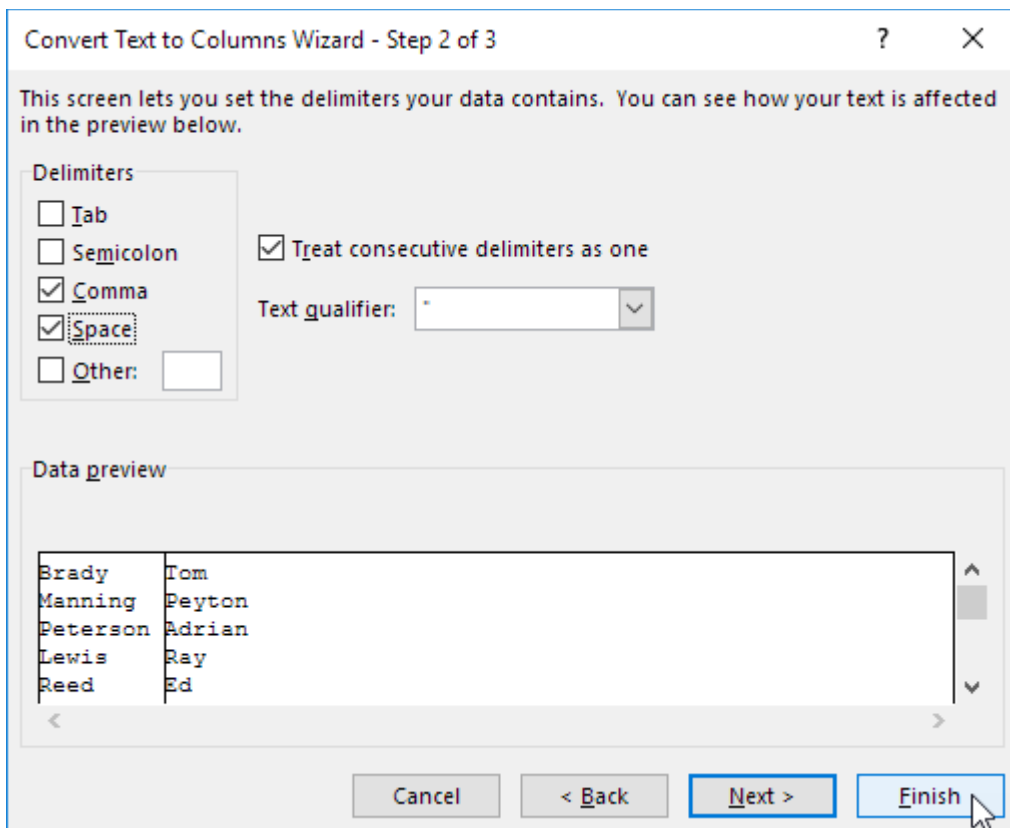 Convert Text to Columns Wizard - Step 2 of 3
?
This screen lets you set the delimiters your data contains. You can see how your text is affected
in the preview below.
Delimiters
Tab
Semicolon
Comma
Space
Other:
Treat consecutive delimiters as one
Text qualifier: "
Data preview
Brady Tom
Manning Peyton
Peterson Adrian
Lewis Ray
Reed Ed
Cancel < Back Next > Finish